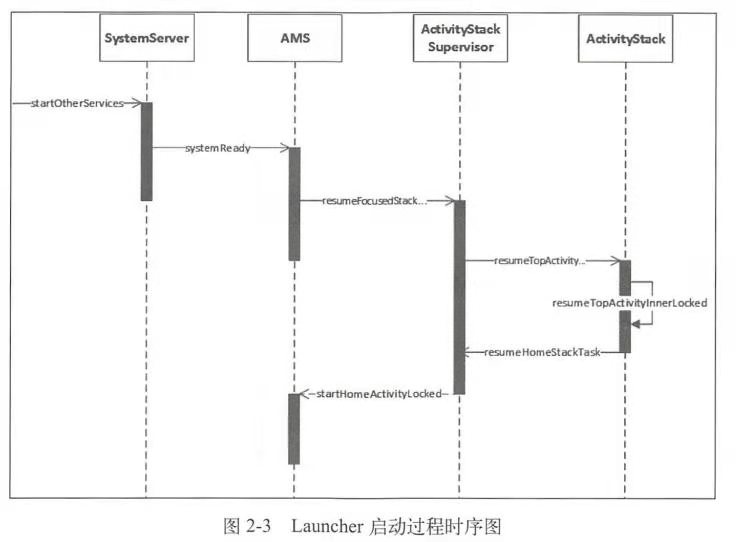 SystemServer
AMS
ActivityStack
Supervisor
ActivityStack
startOtherServices
systemReady
resumeFocusedStack...
resumeTopActivity...
resumeTopActivityInnerLocked
resumeHomeStackTask
startHomeActivityLocked
图 2-3 Launcher 启动过程时序图